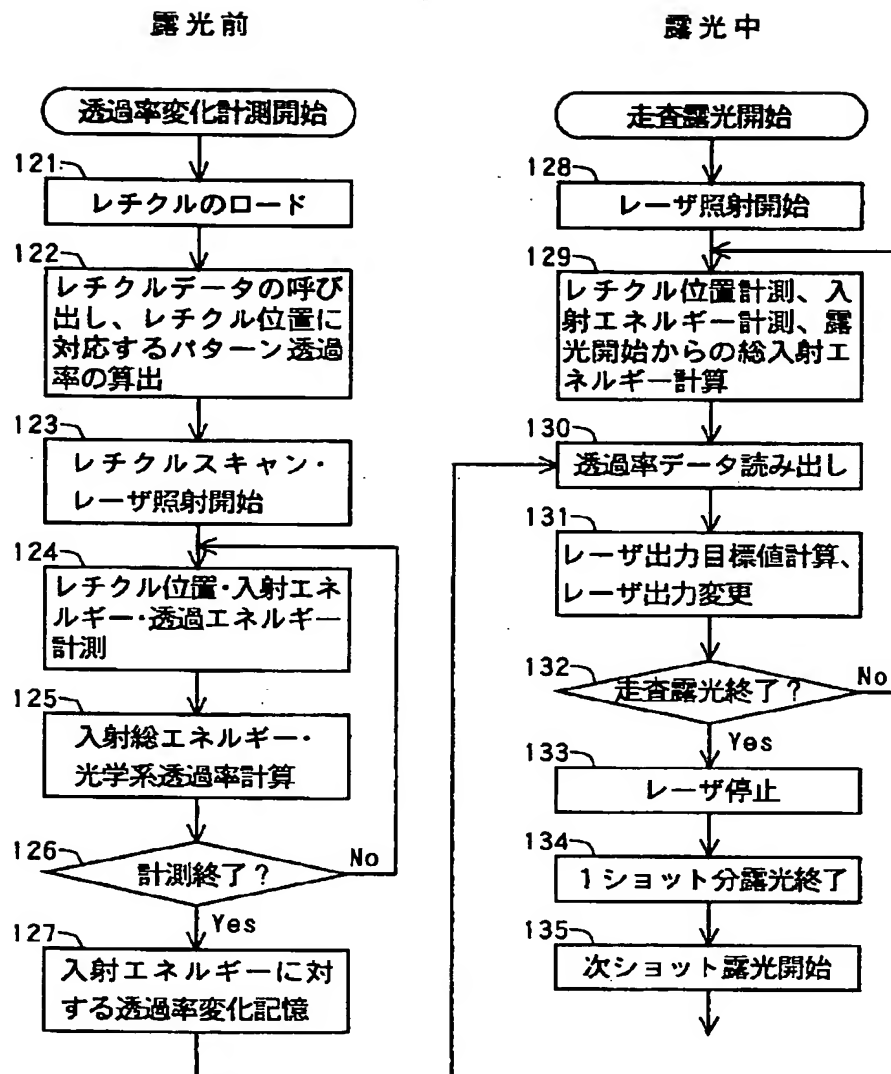 露光前
透過率変化計測開始
121
レチクルのロード
122
レチクルデータの呼び
出し、レチクル位置に
対応するパターン透過
率の算出
123
レチクルスキャン・
レーザ照射開始
124
レチクル位置・入射エネ
ルギー・透過エネルギー
計測
125
入射総エネルギー・
光学系透過率計算
126
計測終了?
No
Yes
127
入射エネルギーに対
する透過率変化記憶
露光中
走査露光開始
128
レーザ照射開始
129
レチクル位置計測、入
射エネルギー計測、露
光開始からの総入射エ
ネルギー計算
130
透過率データ読み出し
131
レーザ出力目標値計算、
レーザ出力変更
132
走査露光終了?
No
Yes
133
レーザ停止
134
1ショット分露光終了
135
次ショット露光開始